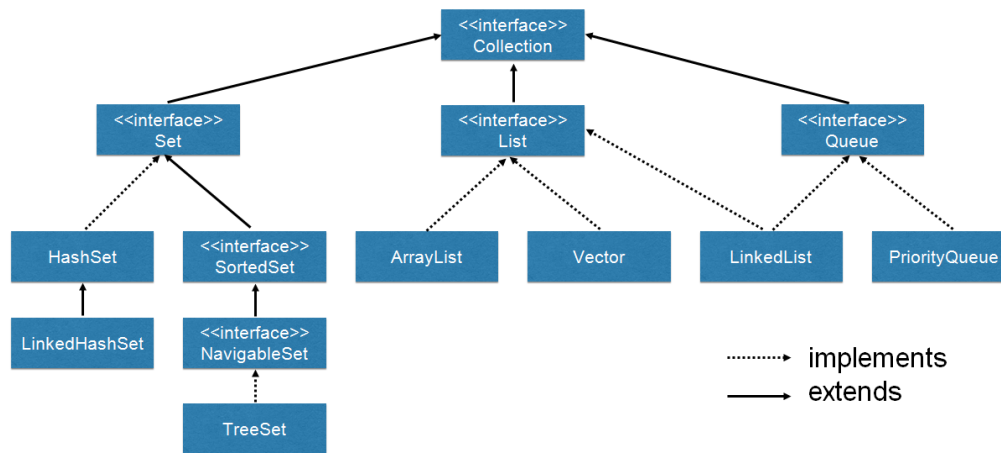 <<interface>>
Collection
<<interface>>
Set
<<interface>>
List
<<interface>>
Queue
HashSet
<<interface>>
SortedSet
ArrayList
Vector
LinkedList
PriorityQueue
LinkedHashSet
<<interface>>
NavigableSet
TreeSet
implements
extends